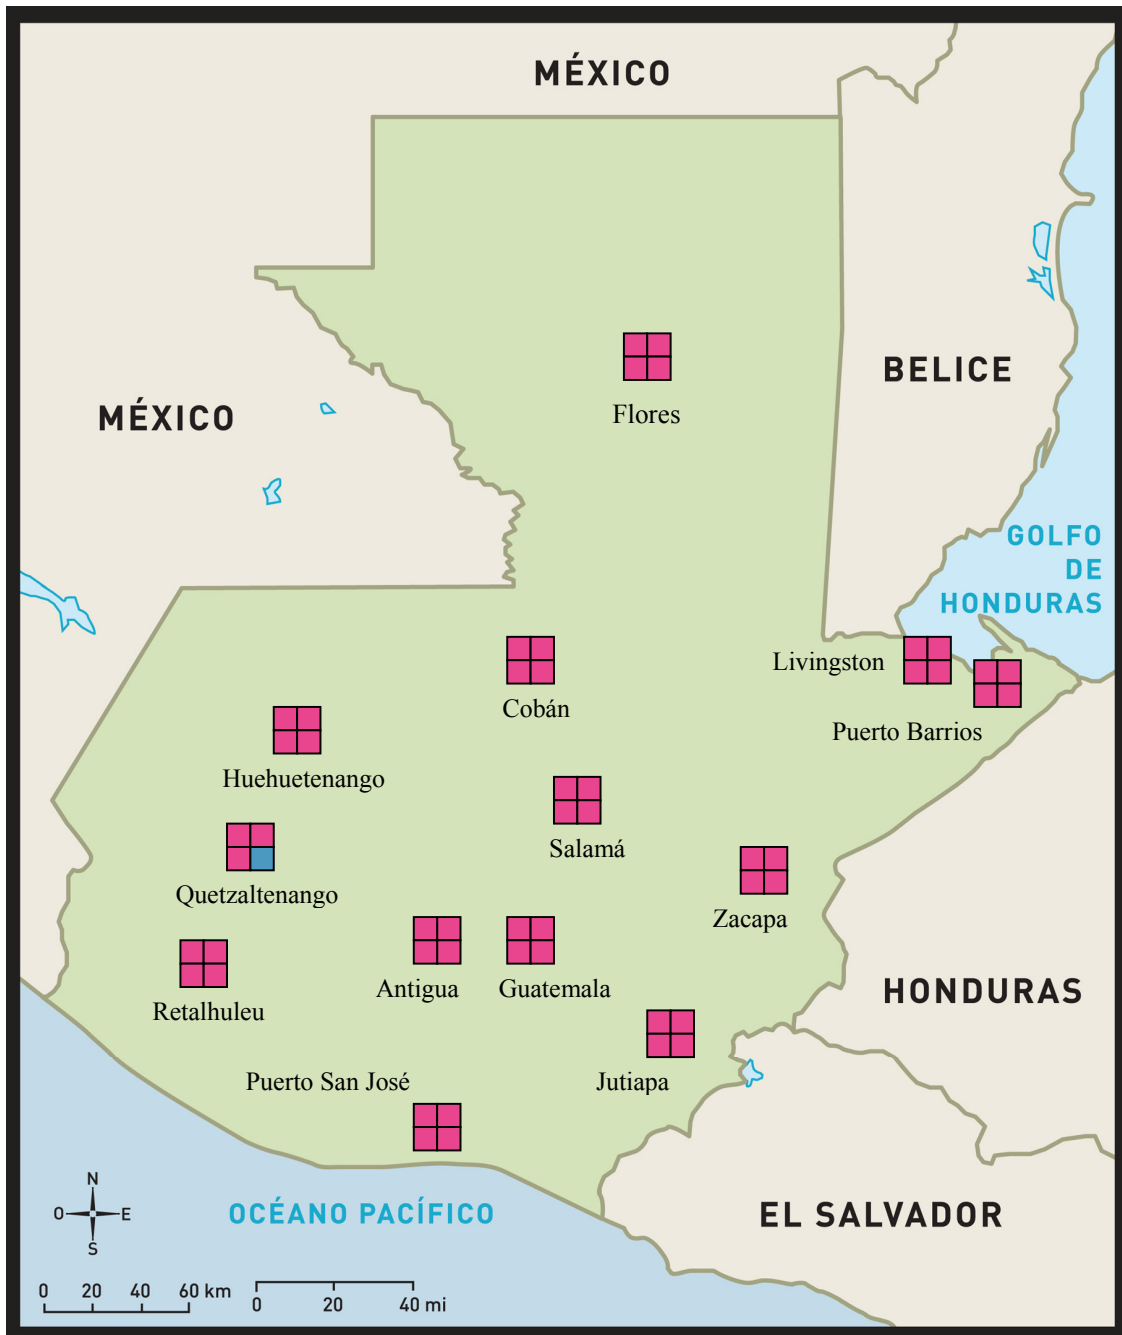 MÉXICO
Flores
BELICE
MÉXICO
GOLFO
DE
HONDURAS
Livingston
Cobán
Puerto Barrios
Huehuetenango
Salamá
Quetzaltenango
Zacapa
Antigua
Guatemala
HONDURAS
Retalhuleu
Puerto San José
Jutiapa
N
O
E
S
OCÉANO PACÍFICO
EL SALVADOR
0 20 40 60 km
0 20 40 mi